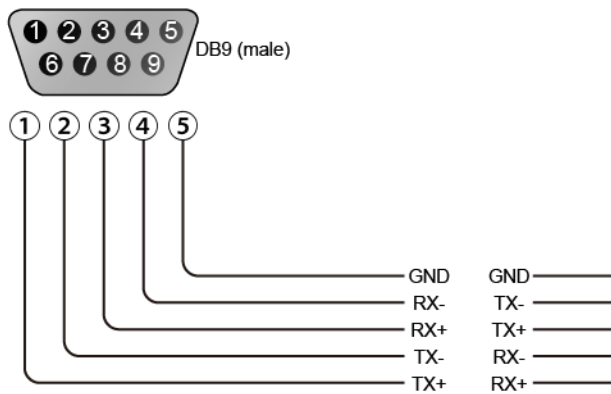 1 2 3 4 5
DB9 (male)
6 7 8 9
1 2 3 4 5
GND GND
RX- TX-
RX+ TX+
TX- RX-
TX+ RX+